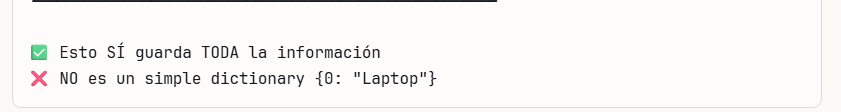 ✅ Esto SÍ guarda TODA la información
❌ NO es un simple dictionary {0: "Laptop"}